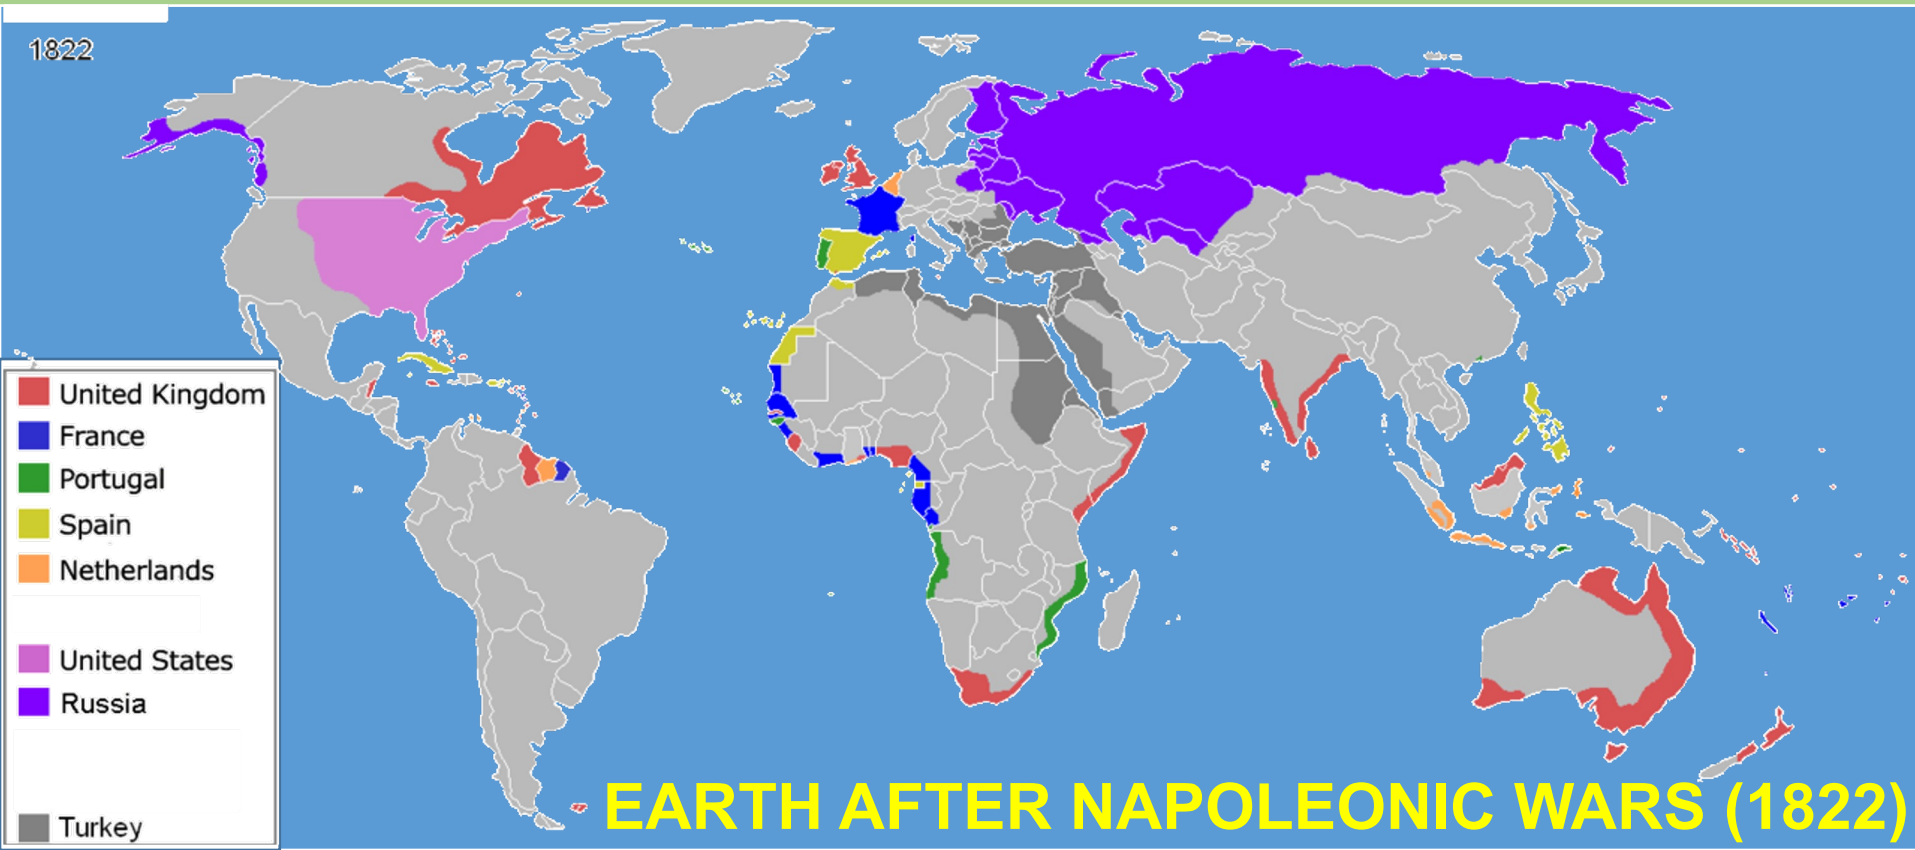 1822
United Kingdom
France
Portugal
Spain
Netherlands
United States
Russia
Turkey
EARTH AFTER NAPOLEONIC WARS (1822)